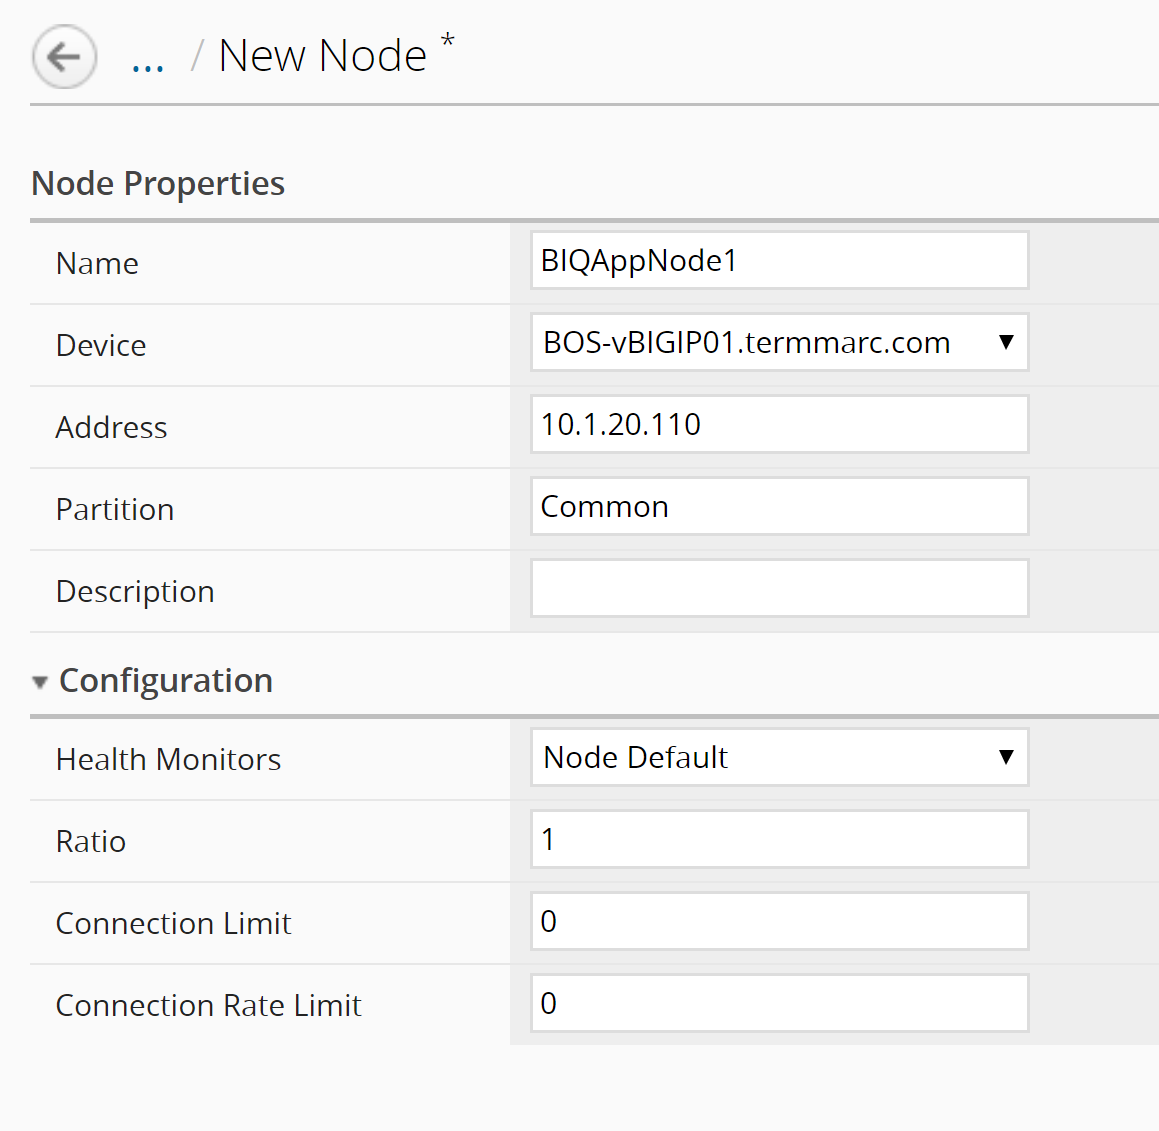 ... / New Node *
Node Properties
Name BIQAppNode1
Device BOS-vBIGIP01.termmarc.com
Address 10.1.20.110
Partition Common
Description
Configuration
Health Monitors Node Default
Ratio 1
Connection Limit 0
Connection Rate Limit 0